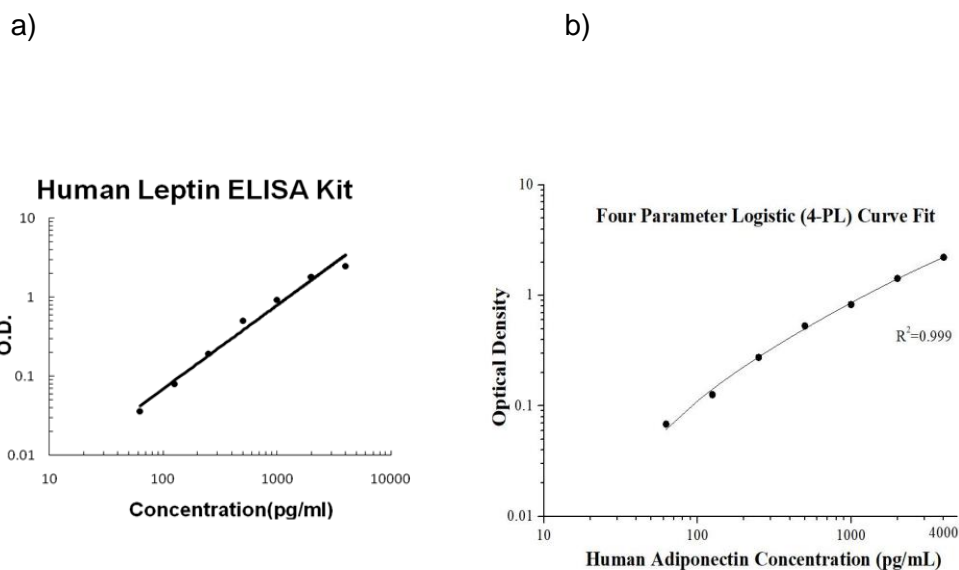 a)
b)
Human Leptin ELISA Kit
10
1
0.1
0.01
O.D.
10 100 1000 10000
Concentration(pg/ml)
10
1
0.1
0.01
Optical Density
Four Parameter Logistic (4-PL) Curve Fit
R²=0.999
10 100 1000 4000
Human Adiponectin Concentration (pg/mL)